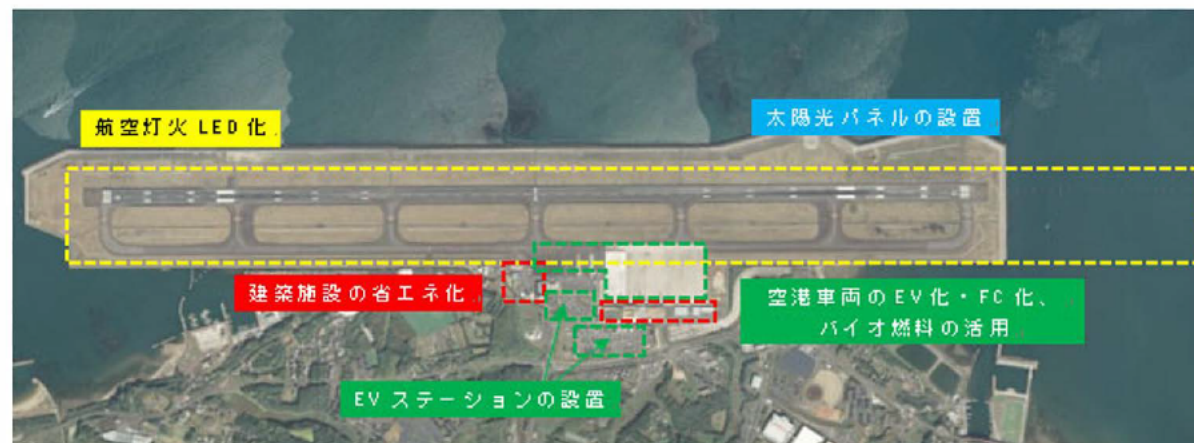 航空灯火LED化
太陽光パネルの設置
建築施設の省エネ化
空港車両のEV化・FC化、
バイオ燃料の活用
EVステーションの設置